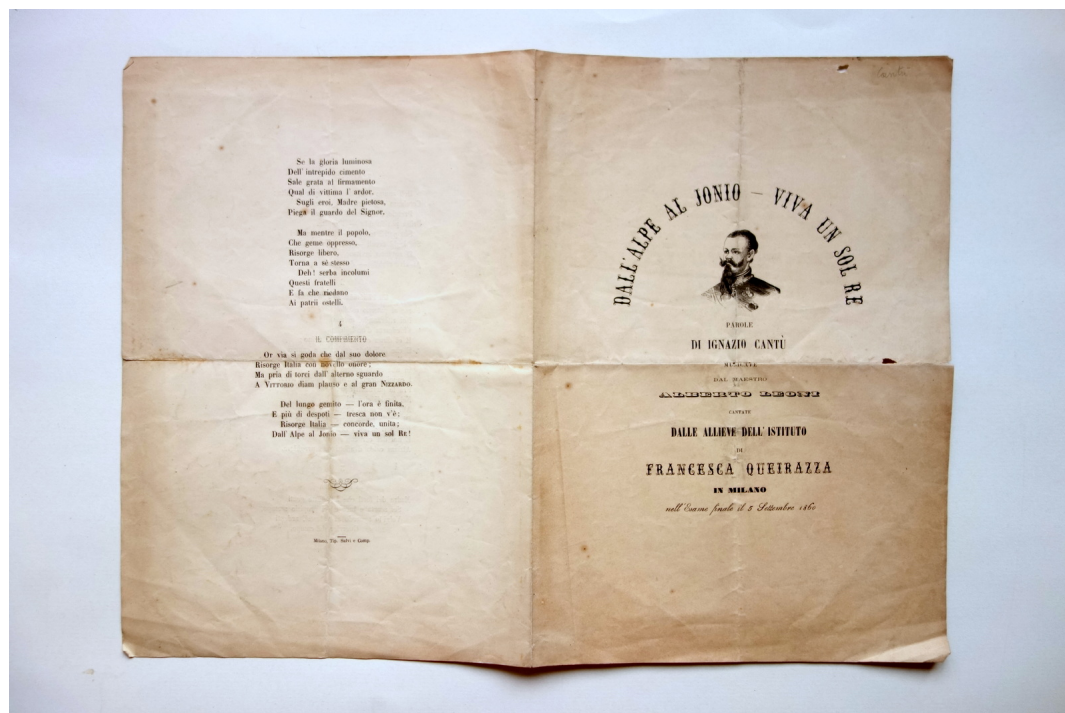 Se la gloria luminosa
Dell' intrepido cimento
Sale grata al firmamento
Qual di vittima l' ardor.
Sugli eroi, Madre pietosa,
Piega il guardo del Signor.
Ma mentre il popolo,
Che geme oppresso,
Risorge libero,
Torna a sè stesso
Deh! serba incolumi
Questi fratelli
E fa che riedano
Ai patrii ostelli.
4
IL COMPIMENTO
Or via si goda che dal suo dolore
Risorge Italia con novello onore;
Ma pria di torci dall' alterno sguardo
A VITTORIO diam plauso e al gran NIZZARDO.
Del lungo gemito — l'ora è finita,
E più di despoti — tresca non v'è;
Risorge Italia — concorde, unita;
Dall' Alpe al Jonio — viva un sol RE!
Milano, Tip. Salvi e Comp.
Cantù
DALL'ALPE AL JONIO — VIVA UN SOL RE
PAROLE
DI IGNAZIO CANTÙ
DAL MAESTRO
ALBERTO LEONI
CANTATE
DALLE ALLIEVE DELL' ISTITUTO
DI
FRANCESCA QUEIRAZZA
IN MILANO
nell' Esame finale il 5 Settembre 1860